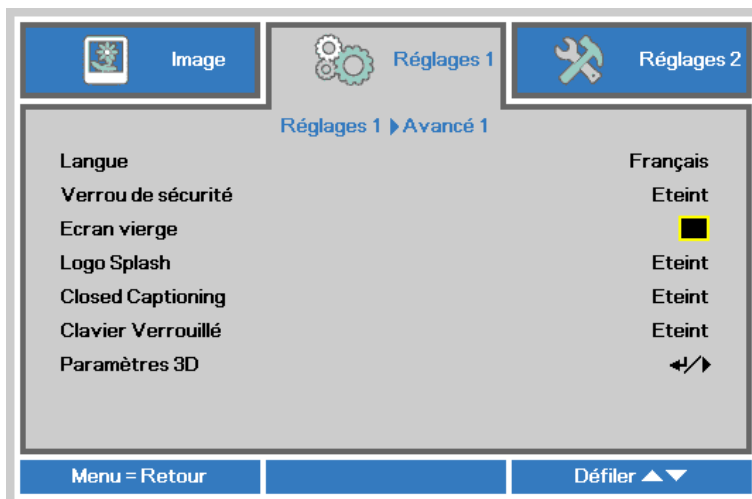 Image
Réglages 1
Réglages 2
Réglages 1 ▶ Avancé 1
Langue Français
Verrou de sécurité Eteint
Ecran vierge
Logo Splash Eteint
Closed Captioning Eteint
Clavier Verrouillé Eteint
Paramètres 3D ↵/▶
Menu = Retour
Défiler ▲▼